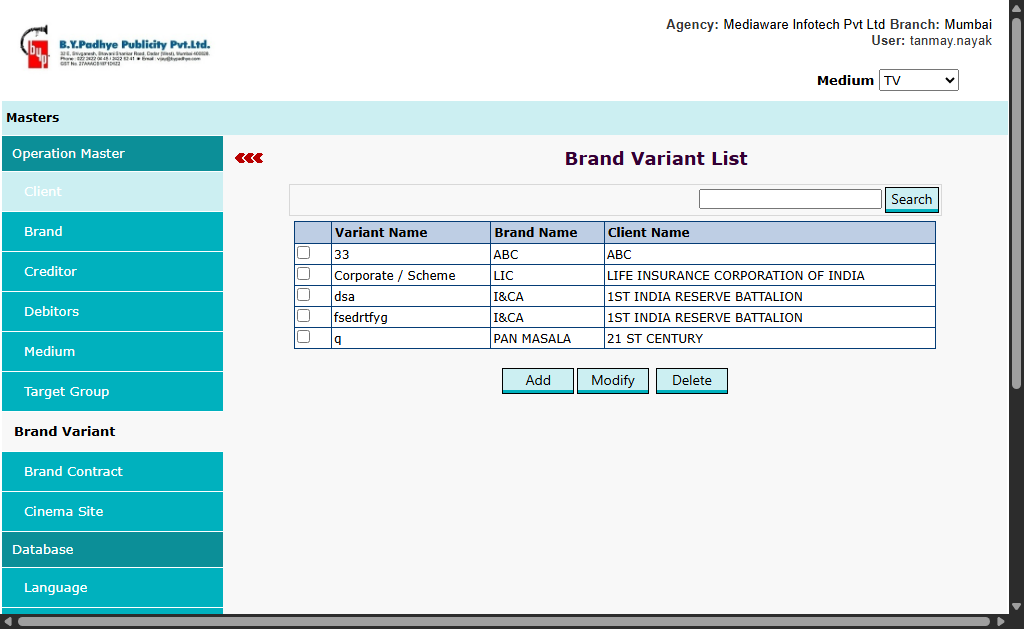 Agency: Mediaware Infotech Pvt Ltd Branch: Mumbai
User: tanmay.nayak
byp
B.Y.Padhye Publicity Pvt.Ltd.
Medium TV
Masters
Operation Master
Client
Brand
Creditor
Debitors
Medium
Target Group
Brand Variant
Brand Contract
Cinema Site
Database
Language
Brand Variant List
Search
Variant Name Brand Name Client Name
33 ABC ABC
Corporate / Scheme LIC LIFE INSURANCE CORPORATION OF INDIA
dsa I&CA 1ST INDIA RESERVE BATTALION
fsedrtfyg I&CA 1ST INDIA RESERVE BATTALION
q PAN MASALA 21 ST CENTURY
Add Modify Delete